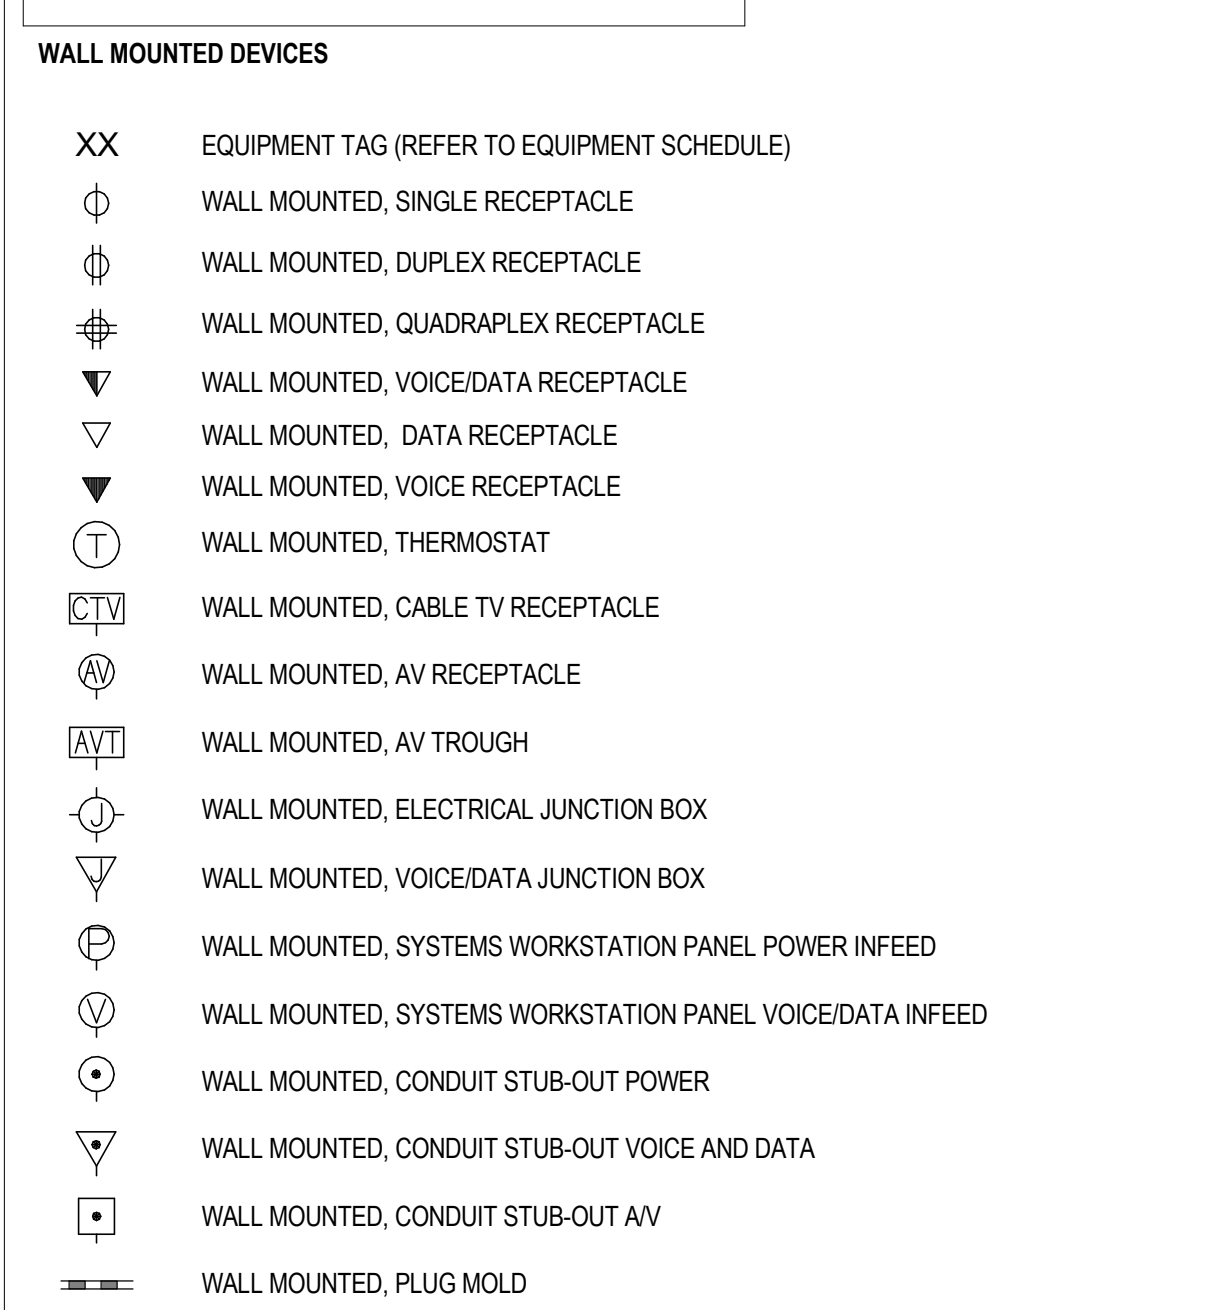 WALL MOUNTED DEVICES
XX EQUIPMENT TAG (REFER TO EQUIPMENT SCHEDULE)
WALL MOUNTED, SINGLE RECEPTACLE
WALL MOUNTED, DUPLEX RECEPTACLE
WALL MOUNTED, QUADRAPLEX RECEPTACLE
WALL MOUNTED, VOICE/DATA RECEPTACLE
WALL MOUNTED, DATA RECEPTACLE
WALL MOUNTED, VOICE RECEPTACLE
T WALL MOUNTED, THERMOSTAT
CTV WALL MOUNTED, CABLE TV RECEPTACLE
AV WALL MOUNTED, AV RECEPTACLE
AVT WALL MOUNTED, AV TROUGH
J WALL MOUNTED, ELECTRICAL JUNCTION BOX
J WALL MOUNTED, VOICE/DATA JUNCTION BOX
P WALL MOUNTED, SYSTEMS WORKSTATION PANEL POWER INFEED
V WALL MOUNTED, SYSTEMS WORKSTATION PANEL VOICE/DATA INFEED
WALL MOUNTED, CONDUIT STUB-OUT POWER
WALL MOUNTED, CONDUIT STUB-OUT VOICE AND DATA
WALL MOUNTED, CONDUIT STUB-OUT A/V
WALL MOUNTED, PLUG MOLD